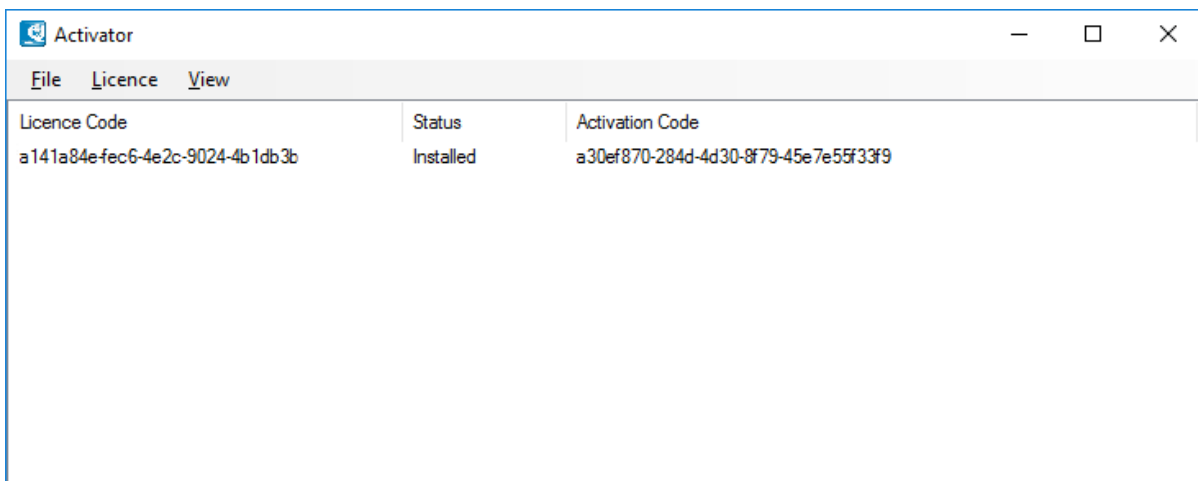 Activator
File Licence View
Licence Code Status Activation Code
a141a84e-fec6-4e2c-9024-4b1db3b Installed a30ef870-284d-4d30-8f79-45e7e55f33f9